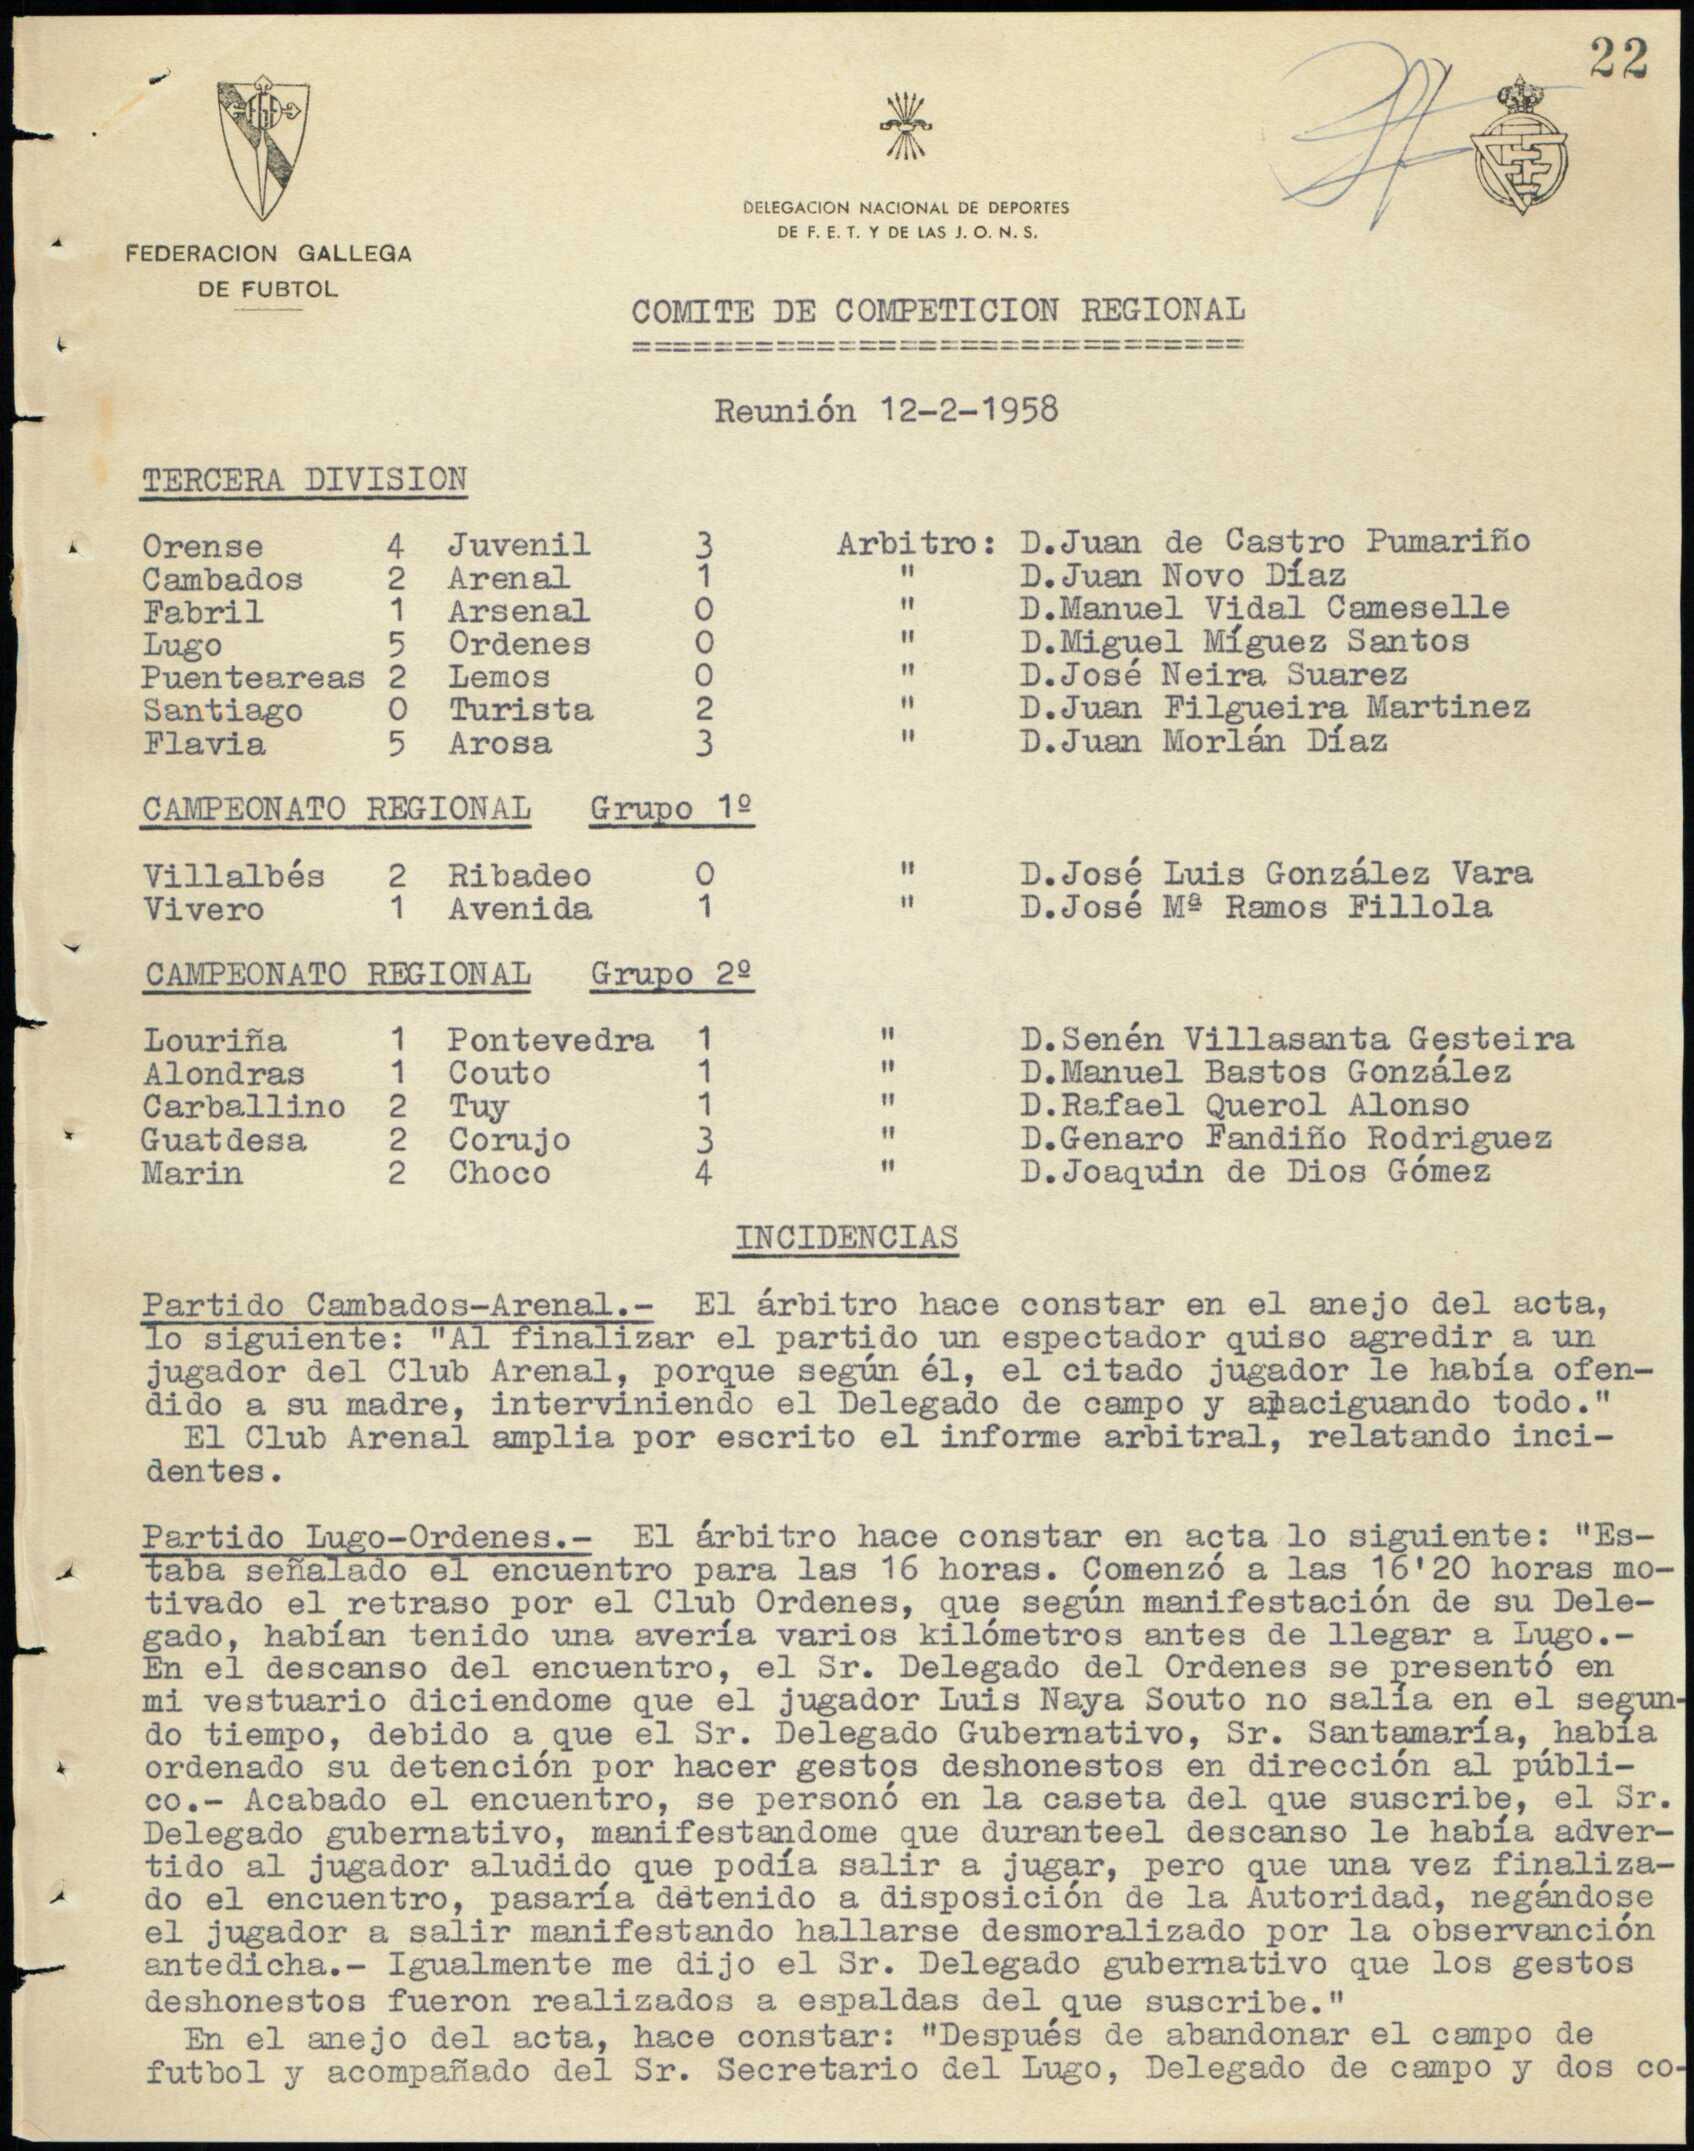 22
FGF
DELEGACION NACIONAL DE DEPORTES
DE F. E. T. Y DE LAS J. O. N. S.
FEDERACION GALLEGA
DE FUBTOL
COMITE DE COMPETICION REGIONAL
==============================
Reunión 12-2-1958
TERCERA DIVISION
Orense 4 Juvenil 3 Arbitro: D.Juan de Castro Pumariño
Cambados 2 Arenal 1 " D.Juan Novo Díaz
Fabril 1 Arsenal 0 " D.Manuel Vidal Cameselle
Lugo 5 Ordenes 0 " D.Miguel Míguez Santos
Puenteareas 2 Lemos 0 " D.José Neira Suarez
Santiago 0 Turista 2 " D.Juan Filgueira Martinez
Flavia 5 Arosa 3 " D.Juan Morlán Díaz
CAMPEONATO REGIONAL Grupo 1º
Villalbés 2 Ribadeo 0 " D.José Luis González Vara
Vivero 1 Avenida 1 " D.José Mª Ramos Fillola
CAMPEONATO REGIONAL Grupo 2º
Louriña 1 Pontevedra 1 " D.Senén Villasanta Gesteira
Alondras 1 Couto 1 " D.Manuel Bastos González
Carballino 2 Tuy 1 " D.Rafael Querol Alonso
Guatdesa 2 Corujo 3 " D.Genaro Fandiño Rodriguez
Marin 2 Choco 4 " D.Joaquin de Dios Gómez
INCIDENCIAS
Partido Cambados-Arenal.- El árbitro hace constar en el anejo del acta,
lo siguiente: "Al finalizar el partido un espectador quiso agredir a un
jugador del Club Arenal, porque según él, el citado jugador le había ofen-
dido a su madre, interviniendo el Delegado de campo y apaciguando todo."
El Club Arenal amplia por escrito el informe arbitral, relatando inci-
dentes.
Partido Lugo-Ordenes.- El árbitro hace constar en acta lo siguiente: "Es-
taba señalado el encuentro para las 16 horas. Comenzó a las 16'20 horas mo-
tivado el retraso por el Club Ordenes, que según manifestación de su Dele-
gado, habían tenido una avería varios kilómetros antes de llegar a Lugo.-
En el descanso del encuentro, el Sr. Delegado del Ordenes se presentó en
mi vestuario diciendome que el jugador Luis Naya Souto no salía en el segun-
do tiempo, debido a que el Sr. Delegado Gubernativo, Sr. Santamaría, había
ordenado su detención por hacer gestos deshonestos en dirección al públi-
co.- Acabado el encuentro, se personó en la caseta del que suscribe, el Sr.
Delegado gubernativo, manifestandome que duranteel descanso le había adver-
tido al jugador aludido que podía salir a jugar, pero que una vez finaliza-
do el encuentro, pasaría detenido a disposición de la Autoridad, negándose
el jugador a salir manifestando hallarse desmoralizado por la observanción
antedicha.- Igualmente me dijo el Sr. Delegado gubernativo que los gestos
deshonestos fueron realizados a espaldas del que suscribe."
En el anejo del acta, hace constar: "Después de abandonar el campo de
futbol y acompañado del Sr. Secretario del Lugo, Delegado de campo y dos co-